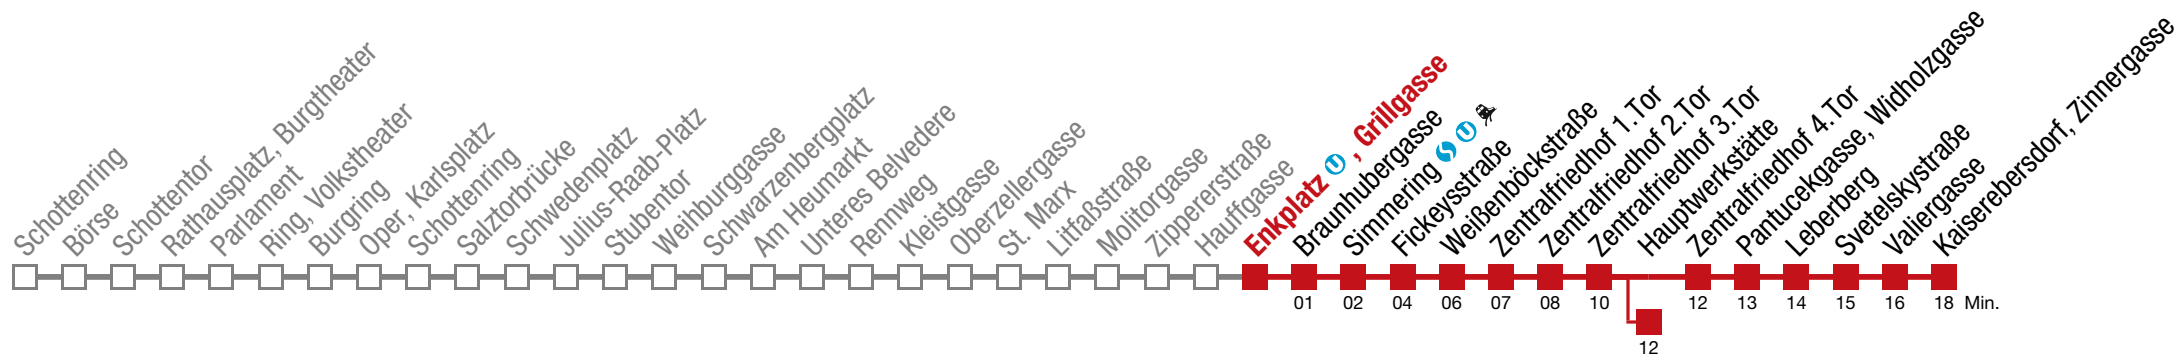 Schottenring
Börse
Schottentor
Rathausplatz, Burgtheater
Parlament
Ring, Volkstheater
Burgring
Oper, Karlsplatz
Schottenring
Salztorbrücke
Schwedenplatz
Julius-Raab-Platz
Stubentor
Weihburggasse
Schwarzenbergplatz
Am Heumarkt
Unteres Belvedere
Rennweg
Kleistgasse
Oberzellergasse
St. Marx
Litfaßstraße
Molitorgasse
Zippererstraße
Hauffgasse
Enkplatz U, Grillgasse
Braunhubergasse
Simmering S U
Fickeysstraße
Weißenböckstraße
Zentralfriedhof 1.Tor
Zentralfriedhof 2.Tor
Zentralfriedhof 3.Tor
Hauptwerkstätte
Zentralfriedhof 4.Tor
Pantucekgasse, Widholzgasse
Leberberg
Svetelskystraße
Valiergasse
Kaiserebersdorf, Zinnergasse
01 02 04 06 07 08 10 12 13 14 15 16 18 Min.
12